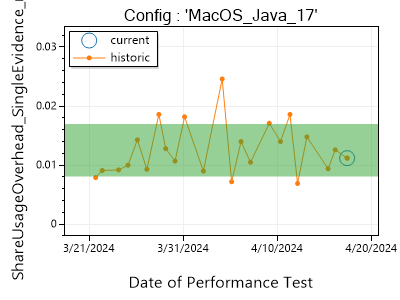 Config : 'MacOS_Java_17'
current
historic
ShareUsageOverhead_SingleEvidence_
0.03
0.02
0.01
0
3/21/2024
3/31/2024
4/10/2024
4/20/2024
Date of Performance Test